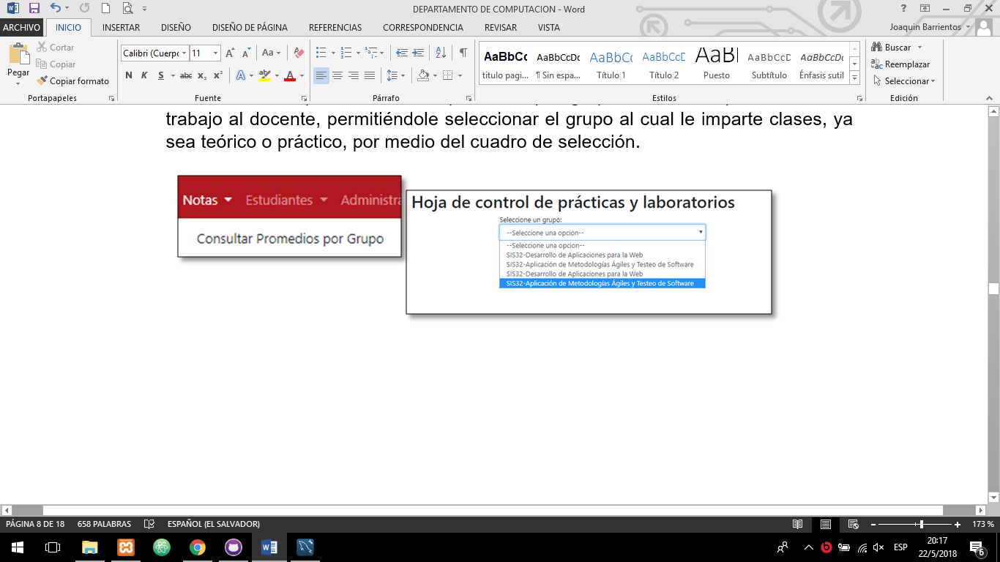 DEPARTAMENTO DE COMPUTACION - Word
ARCHIVO INICIO INSERTAR DISEÑO DISEÑO DE PÁGINA REFERENCIAS CORRESPONDENCIA REVISAR VISTA Joaquin Barrientos
Pegar
Cortar
Copiar
Copiar formato
Portapapeles
Calibri (Cuerpo 11
N K S abc x₂ x²
Fuente
Párrafo
AaBbCc AaBbCcDc AaBbCc AaBbCcD AaBl AaBbCcD AaBbCcDc
titulo pagi... ¶ Sin espa... Título 1 Título 2 Puesto Subtítulo Énfasis sutil
Estilos
Buscar
Reemplazar
Seleccionar
Edición
trabajo al docente, permitiéndole seleccionar el grupo al cual le imparte clases, ya
sea teórico o práctico, por medio del cuadro de selección.
Notas Estudiantes Administra
Consultar Promedios por Grupo
Hoja de control de prácticas y laboratorios
Seleccione un grupo:
--Seleccione una opcion--
--Seleccione una opcion--
SIS32-Desarrollo de Aplicaciones para la Web
SIS32-Aplicación de Metodologías Ágiles y Testeo de Software
SIS32-Desarrollo de Aplicaciones para la Web
SIS32-Aplicación de Metodologías Ágiles y Testeo de Software
PÁGINA 8 DE 18 658 PALABRAS ESPAÑOL (EL SALVADOR) 173 %
ESP
20:17
22/5/2018
6